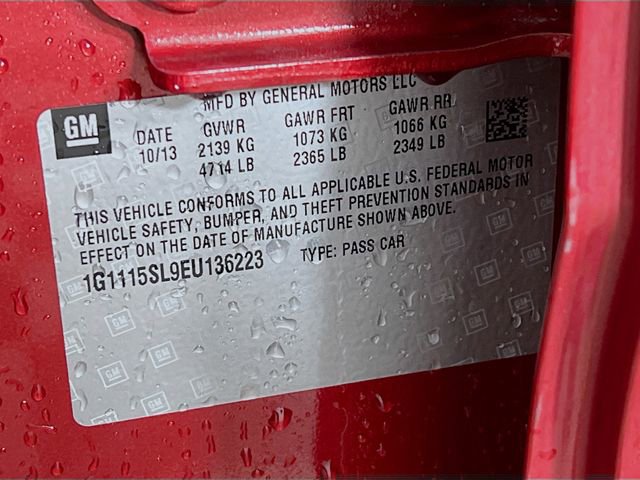 MFD BY GENERAL MOTORS LLC
GM
DATE GVWR GAWR FRT GAWR RR
10/13 2139 KG 1073 KG 1066 KG
4714 LB 2365 LB 2349 LB
THIS VEHICLE CONFORMS TO ALL APPLICABLE U.S. FEDERAL MOTOR
VEHICLE SAFETY, BUMPER, AND THEFT PREVENTION STANDARDS IN
EFFECT ON THE DATE OF MANUFACTURE SHOWN ABOVE.
1G1115SL9EU136223 TYPE: PASS CAR